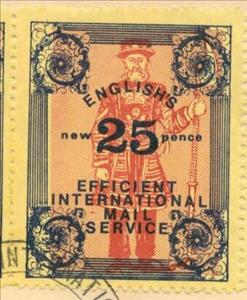 ENGLISH'S
new 25 pence
EFFICIENT
INTERNATIONAL
MAIL
SERVICE